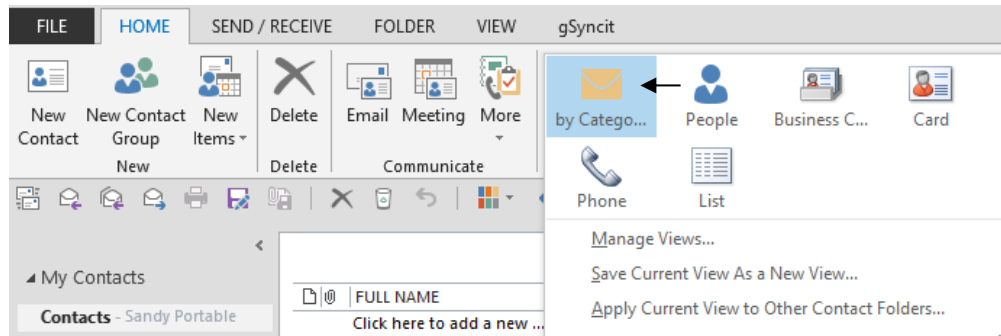 FILE HOME SEND / RECEIVE FOLDER VIEW gSyncit
New Contact New Contact Group New Items Delete Email Meeting More by Catego... People Business C... Card
New Delete Communicate
Phone List
Manage Views...
Save Current View As a New View...
Apply Current View to Other Contact Folders...
My Contacts
FULL NAME
Contacts - Sandy Portable
Click here to add a new ...